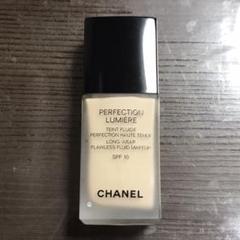 PERFECTION
LUMIÈRE
TEINT FLUIDE
PERFECTION HAUTE TENUE
LONG-WEAR
FLAWLESS FLUID MAKEUP
SPF 10
CHANEL